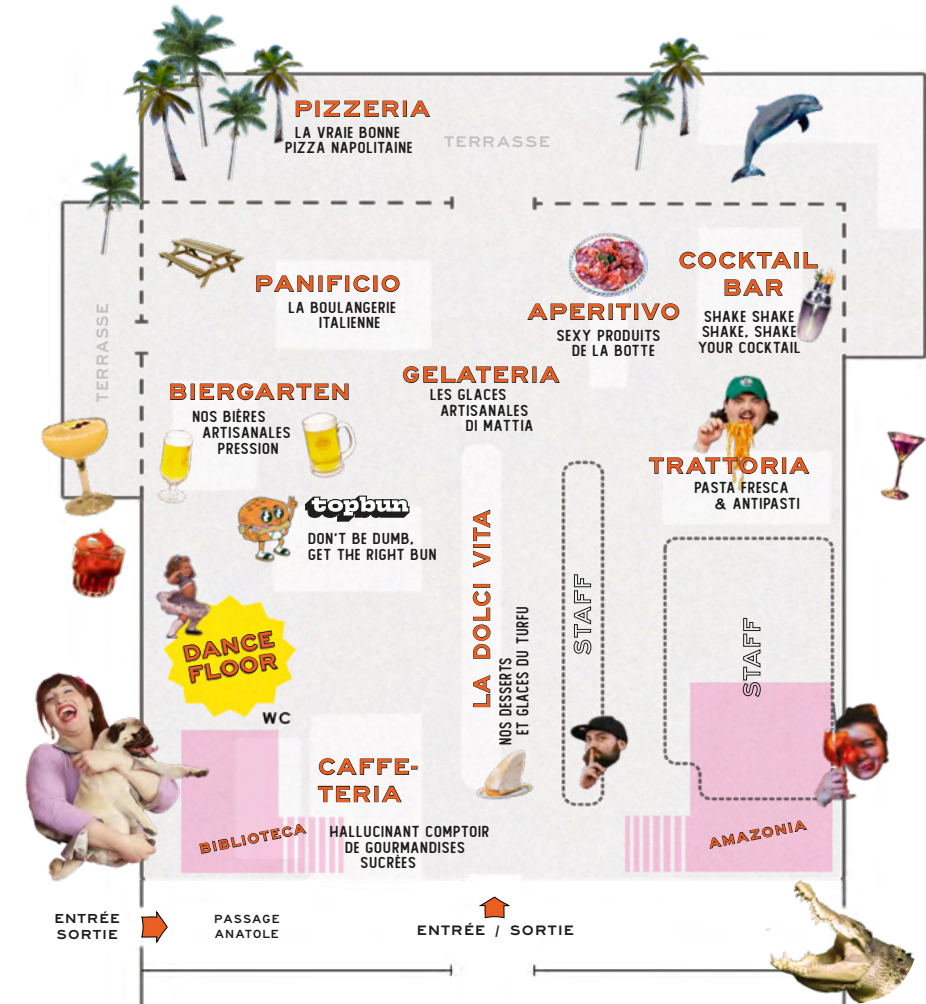 PIZZERIA
LA VRAIE BONNE
PIZZA NAPOLITAINE
TERRASSE
PANIFICIO
LA BOULANGERIE
ITALIENNE
APERITIVO
SEXY PRODUITS
DE LA BOTTE
COCKTAIL
BAR
SHAKE SHAKE
SHAKE, SHAKE
YOUR COCKTAIL
TERRASSE
BIERGARTEN
NOS BIÈRES
ARTISANALES
PRESSION
GELATERIA
LES GLACES
ARTISANALES
DI MATTIA
TRATTORIA
PASTA FRESCA
& ANTIPASTI
topbun
DON'T BE DUMB,
GET THE RIGHT BUN
LA DOLCI VITA
NOS DESSERTS
ET GLACES DU TURFU
STAFF
STAFF
DANCE
FLOOR
WC
CAFFE-
TERIA
HALLUCINANT COMPTOIR
DE GOURMANDISES
SUCRÉES
BIBLIOTECA
AMAZONIA
ENTRÉE
SORTIE
PASSAGE
ANATOLE
ENTRÉE / SORTIE